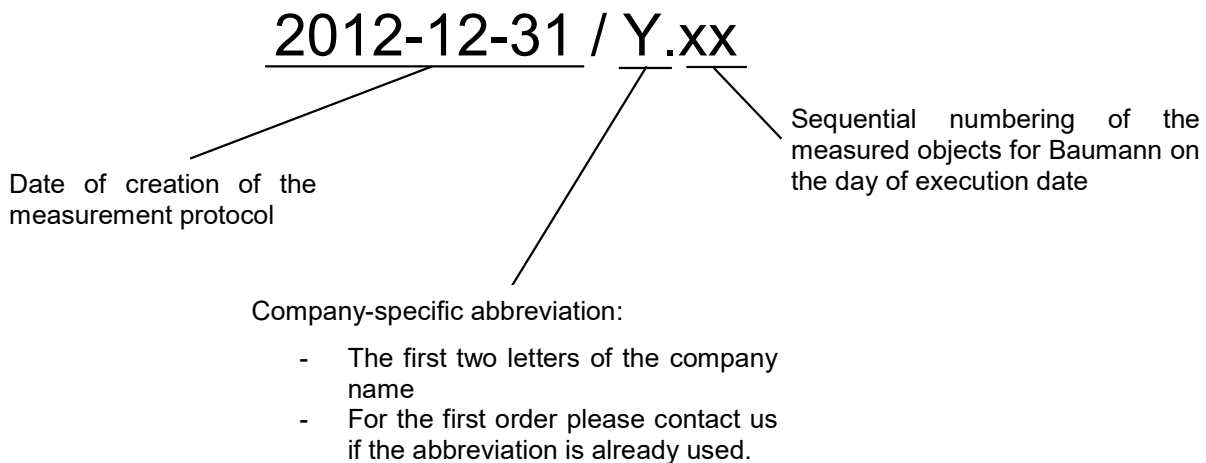 2012-12-31 / Y.xx
Date of creation of the
measurement protocol
Sequential numbering of the
measured objects for Baumann on
the day of execution date
Company-specific abbreviation:
- The first two letters of the company
name
- For the first order please contact us
if the abbreviation is already used.